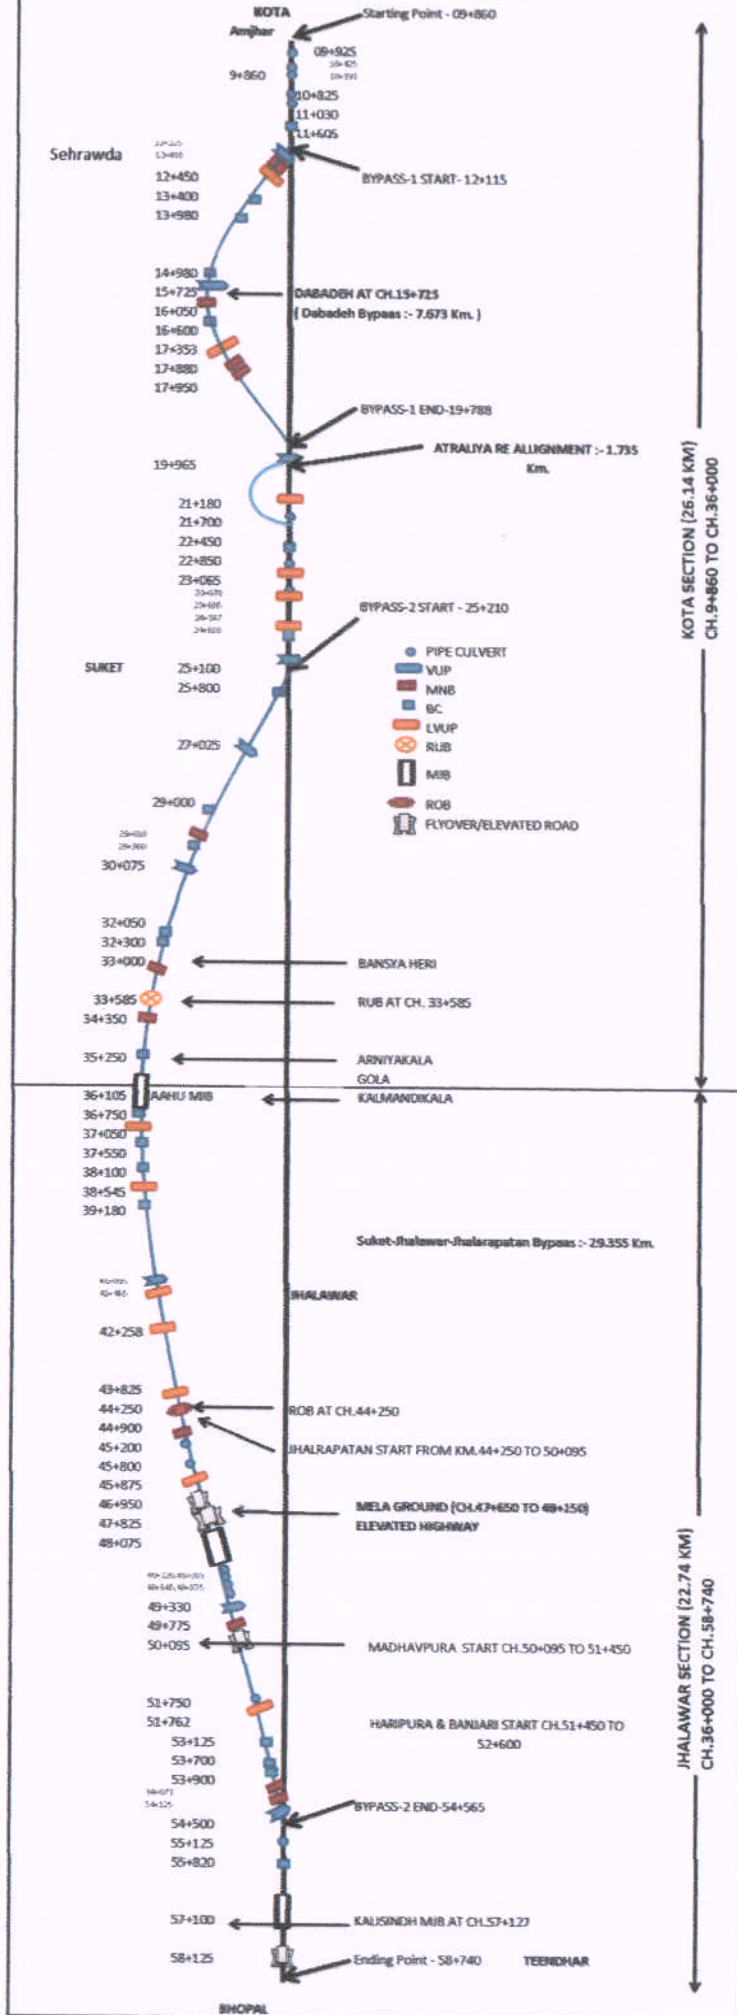 KOTA
Starting Point - 09+860
Amjhar
09+925
9+860
10+825
11+030
11+605
Sehrawda
12+450
BYPASS-1 START- 12+115
13+400
13+980
14+980
15+725
DABADEH AT CH.15+725
16+050
( Dabadeh Bypaas :- 7.673 Km. )
16+600
17+353
17+880
17+950
BYPASS-1 END-19+788
ATRALIYA RE ALLIGNMENT :- 1.735
Km.
19+965
21+180
21+700
22+450
22+850
23+065
BYPASS-2 START - 25+210
PIPE CULVERT
SUKET
25+100
VUP
25+800
MNB
BC
LVUP
27+025
RUB
MJB
29+000
ROB
FLYOVER/ELEVATED ROAD
30+075
32+050
32+300
33+000
BANSYA HERI
33+585
RUB AT CH. 33+585
34+350
35+250
ARNIYAKALA
GOLA
KOTA SECTION (26.14 KM)
CH.9+860 TO CH.36+000
36+105
AAHU MJB
KALMANDIKALA
36+750
37+050
37+550
38+100
38+545
39+180
Suket-Jhalawar-Jhalarapatan Bypaas :- 29.355 Km.
JHALAWAR
42+258
43+825
44+250
ROB AT CH.44+250
44+900
45+200
JHALRAPATAN START FROM KM.44+250 TO 50+095
45+800
45+875
46+950
MELA GROUND (CH.47+650 TO 48+150)
47+825
ELEVATED HIGHWAY
48+075
49+330
49+775
50+095
MADHAVPURA START CH.50+095 TO 51+450
51+750
51+762
HARIPURA & BANJARI START CH.51+450 TO
52+600
53+125
53+700
53+900
BYPASS-2 END-54+565
54+500
55+125
55+820
57+100
KALISINDH MJB AT CH.57+127
58+125
Ending Point - 58+740
TEENDHAR
JHALAWAR SECTION (22.74 KM)
CH.36+000 TO CH.58+740
BHOPAL